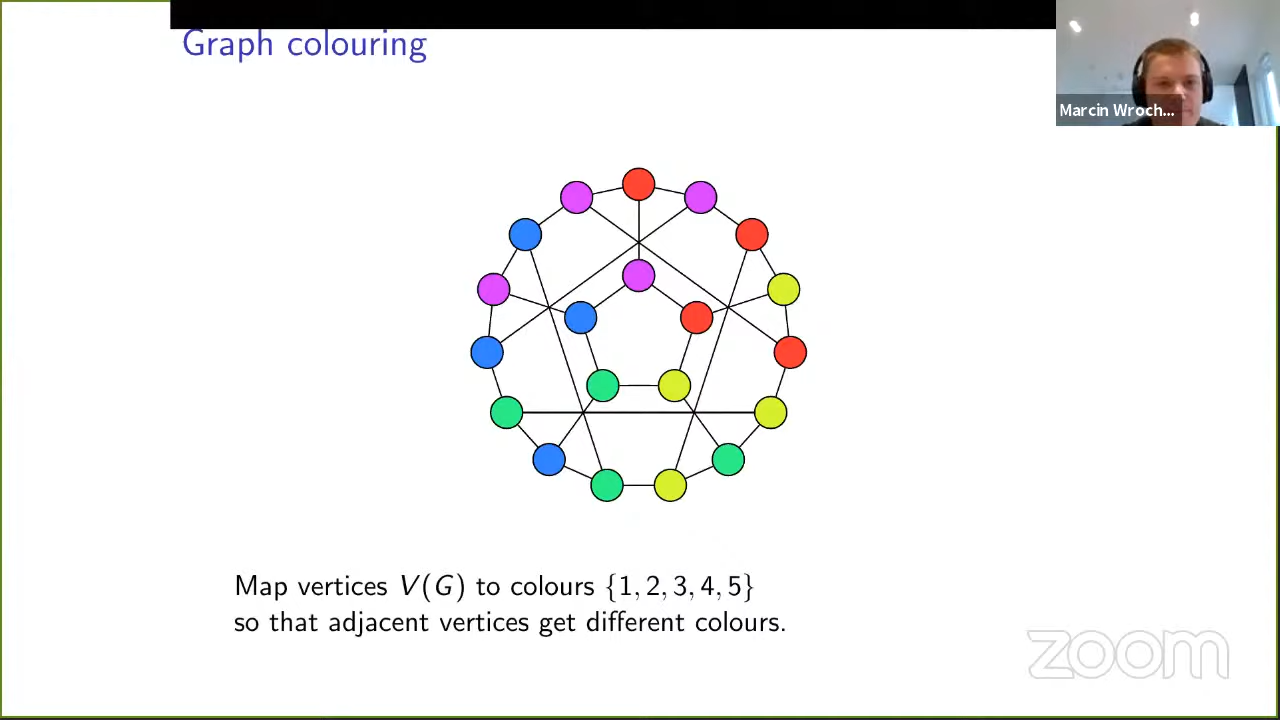 Graph colouring
Marcin Wroch...
Map vertices V(G) to colours {1, 2, 3, 4, 5}
so that adjacent vertices get different colours.
zoom